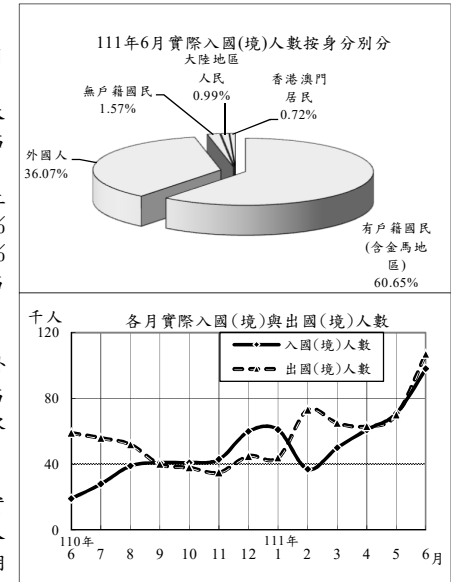 111年6月實際入國(境)人數按身分別分
大陸地區
人民
0.99%
香港澳門
居民
0.72%
無戶籍國民
1.57%
外國人
36.07%
有戶籍國民
(含金馬地
區)
60.65%
千人
各月實際入國(境)與出國(境)人數
入國(境)人數
出國(境)人數
120
80
40
0
110年 111年
6 7 8 9 10 11 12 1 2 3 4 5 6月